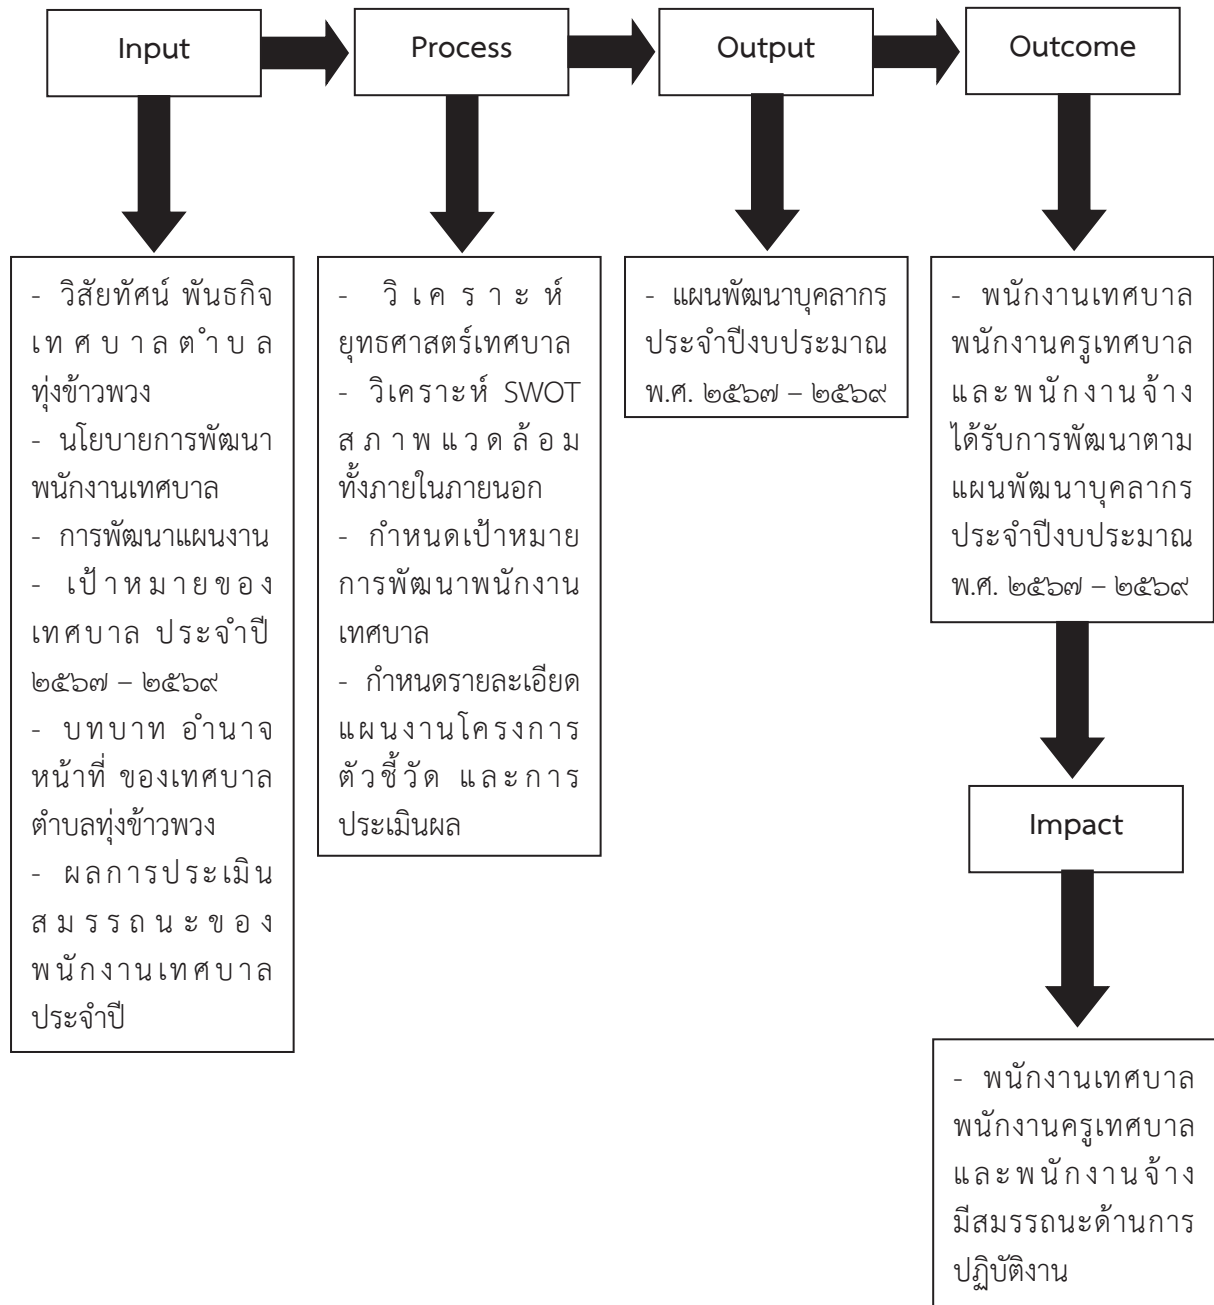 Input
Process
Output
Outcome
- วิสัยทัศน์ พันธกิจ
เทศบาลตำบล
ทุ่งข้าวพวง
- นโยบายการพัฒนา
พนักงานเทศบาล
- การพัฒนาแผนงาน
- เป้าหมายของ
เทศบาล ประจำปี
๒๕๖๗ – ๒๕๖๙
- บทบาท อำนาจ
หน้าที่ ของเทศบาล
ตำบลทุ่งข้าวพวง
- ผลการประเมิน
สมรรถนะของ
พนักงานเทศบาล
ประจำปี
- วิเคราะห์
ยุทธศาสตร์เทศบาล
- วิเคราะห์ SWOT
สภาพแวดล้อม
ทั้งภายในภายนอก
- กำหนดเป้าหมาย
การพัฒนาพนักงาน
เทศบาล
- กำหนดรายละเอียด
แผนงานโครงการ
ตัวชี้วัด และการ
ประเมินผล
- แผนพัฒนาบุคลากร
ประจำปีงบประมาณ
พ.ศ. ๒๕๖๗ – ๒๕๖๙
- พนักงานเทศบาล
พนักงานครูเทศบาล
และพนักงานจ้าง
ได้รับการพัฒนาตาม
แผนพัฒนาบุคลากร
ประจำปีงบประมาณ
พ.ศ. ๒๕๖๗ – ๒๕๖๙
Impact
- พนักงานเทศบาล
พนักงานครูเทศบาล
และพนักงานจ้าง
มีสมรรถนะด้านการ
ปฏิบัติงาน